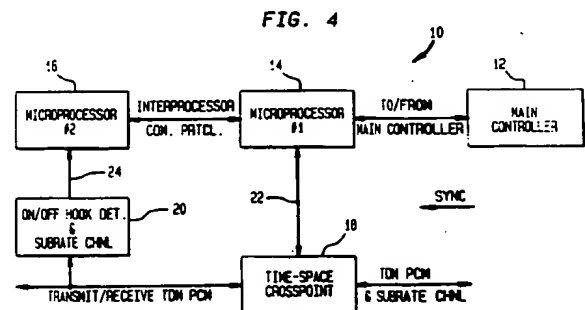 FIG. 4
10
16
14
12
MICROPROCESSOR
#2
INTERPROCESSOR
COM. PRTCL.
MICROPROCESSOR
#1
TO/FROM
MAIN CONTROLLER
MAIN
CONTROLLER
24
22
SYNC
ON/OFF HOOK DET.
&
SUBRATE CHNL
20
18
TRANSMIT/RECEIVE TDM PCM
TIME-SPACE
CROSSPOINT
TDM PCM
& SUBRATE CHNL